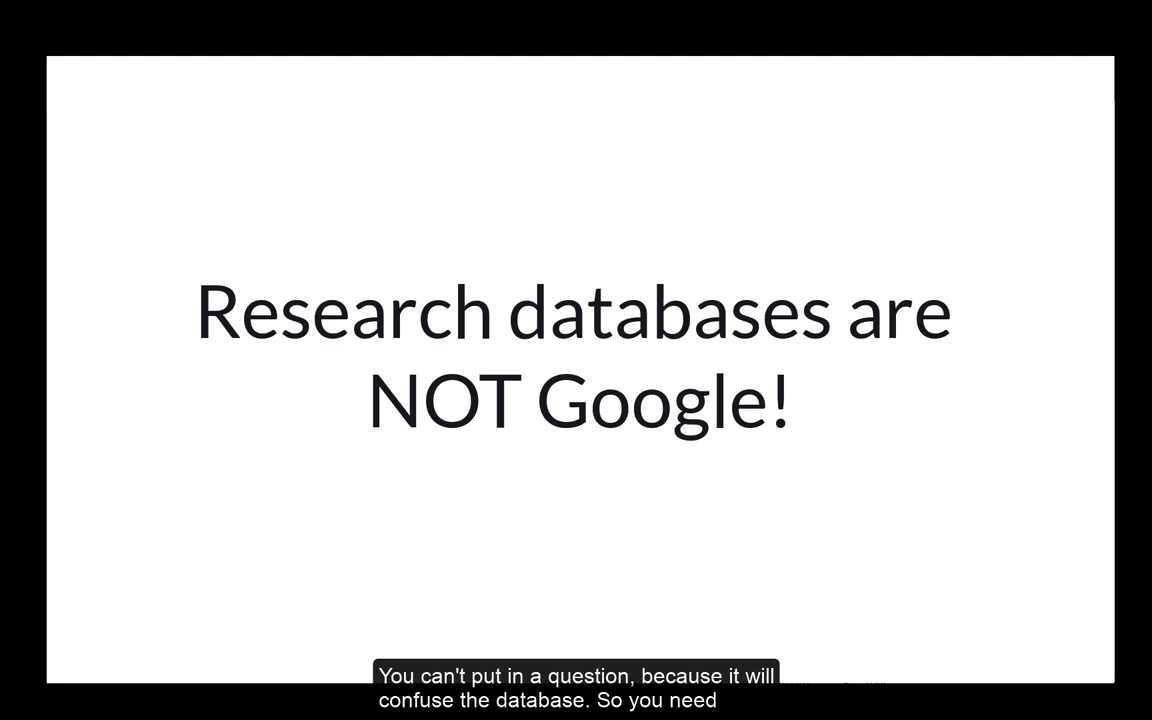 Research databases are
NOT Google!
You can't put in a question, because it will
confuse the database. So you need